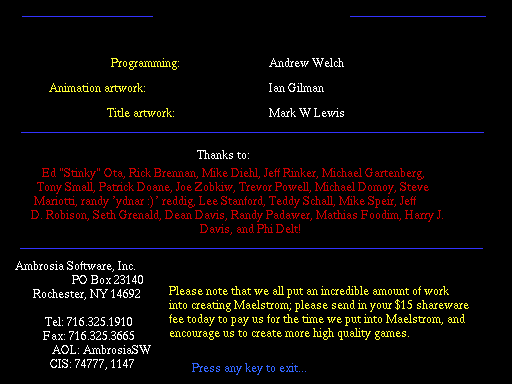 Programming: Andrew Welch
Animation artwork: Ian Gilman
Title artwork: Mark W Lewis
Thanks to:
Ed "Stinky" Ota, Rick Brennan, Mike Diehl, Jeff Rinker, Michael Gartenberg,
Tony Small, Patrick Doane, Joe Zobkiw, Trevor Powell, Michael Domoy, Steve
Mariotti, randy "ydnar :)" reddig, Lee Stanford, Teddy Schall, Mike Speir, Jeff
D. Robison, Seth Grenald, Dean Davis, Randy Padawer, Mathias Foodim, Harry J.
Davis, and Phi Delt!
Ambrosia Software, Inc.
PO Box 23140
Rochester, NY 14692
Tel: 716.325.1910
Fax: 716.325.3665
AOL: AmbrosiaSW
CIS: 74777, 1147
Please note that we all put an incredible amount of work
into creating Maelstrom; please send in your $15 shareware
fee today to pay us for the time we put into Maelstrom, and
encourage us to create more high quality games.
Press any key to exit...